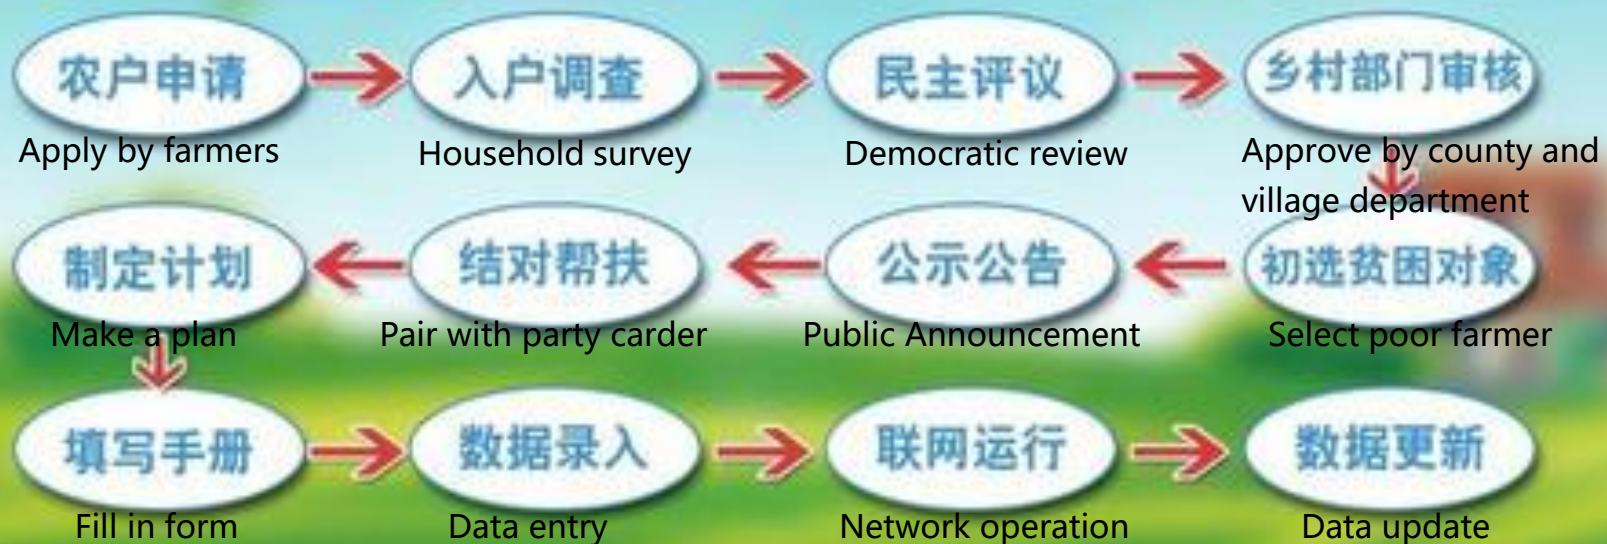 农户申请
入户调查
民主评议
乡村部门审核
Apply by farmers
Household survey
Democratic review
Approve by county and
village department
初选贫困对象
公示公告
结对帮扶
制定计划
Select poor farmer
Public Announcement
Pair with party carder
Make a plan
填写手册
数据录入
联网运行
数据更新
Fill in form
Data entry
Network operation
Data update